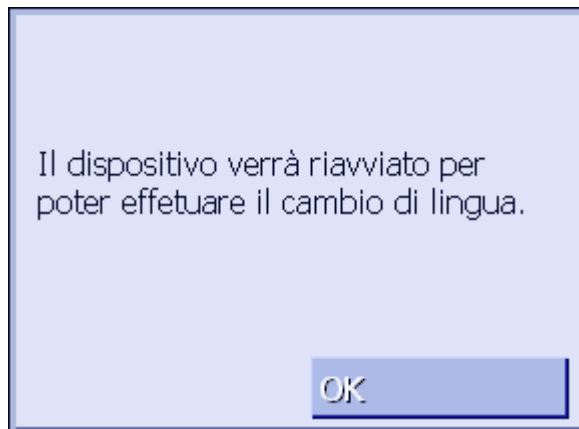 Il dispositivo verrà riavviato per
poter effetuare il cambio di lingua.
OK